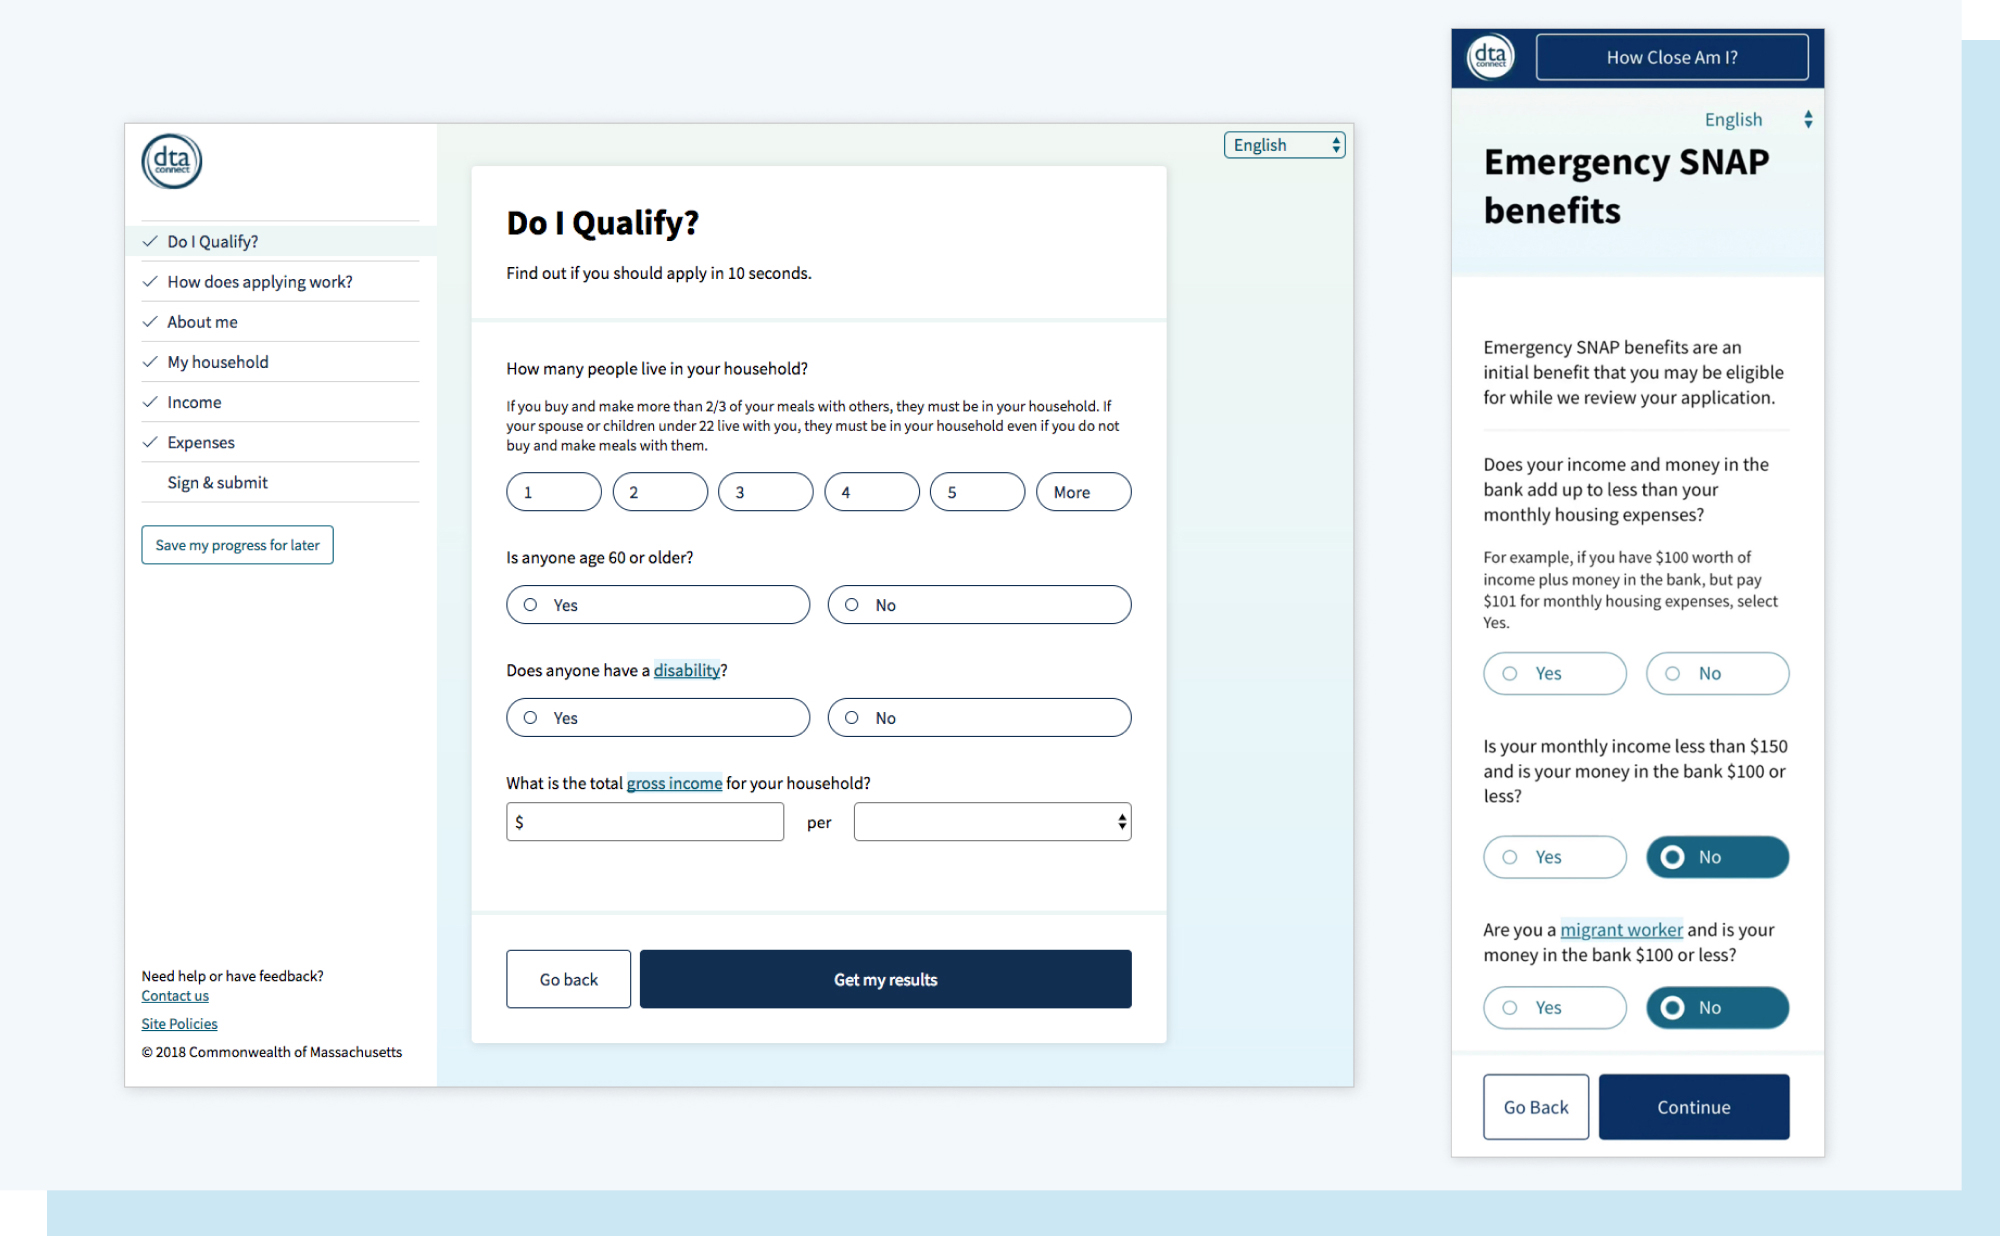 dta
connect
Do I Qualify?
How does applying work?
About me
My household
Income
Expenses
Sign & submit
Save my progress for later
Need help or have feedback?
Contact us
Site Policies
© 2018 Commonwealth of Massachusetts
English
Do I Qualify?
Find out if you should apply in 10 seconds.
How many people live in your household?
If you buy and make more than 2/3 of your meals with others, they must be in your household. If
your spouse or children under 22 live with you, they must be in your household even if you do not
buy and make meals with them.
1 2 3 4 5 More
Is anyone age 60 or older?
Yes No
Does anyone have a disability?
Yes No
What is the total gross income for your household?
$ per
Go back Get my results
dta
connect
How Close Am I?
English
Emergency SNAP
benefits
Emergency SNAP benefits are an
initial benefit that you may be eligible
for while we review your application.
Does your income and money in the
bank add up to less than your
monthly housing expenses?
For example, if you have $100 worth of
income plus money in the bank, but pay
$101 for monthly housing expenses, select
Yes.
Yes No
Is your monthly income less than $150
and is your money in the bank $100 or
less?
Yes No
Are you a migrant worker and is your
money in the bank $100 or less?
Yes No
Go Back Continue